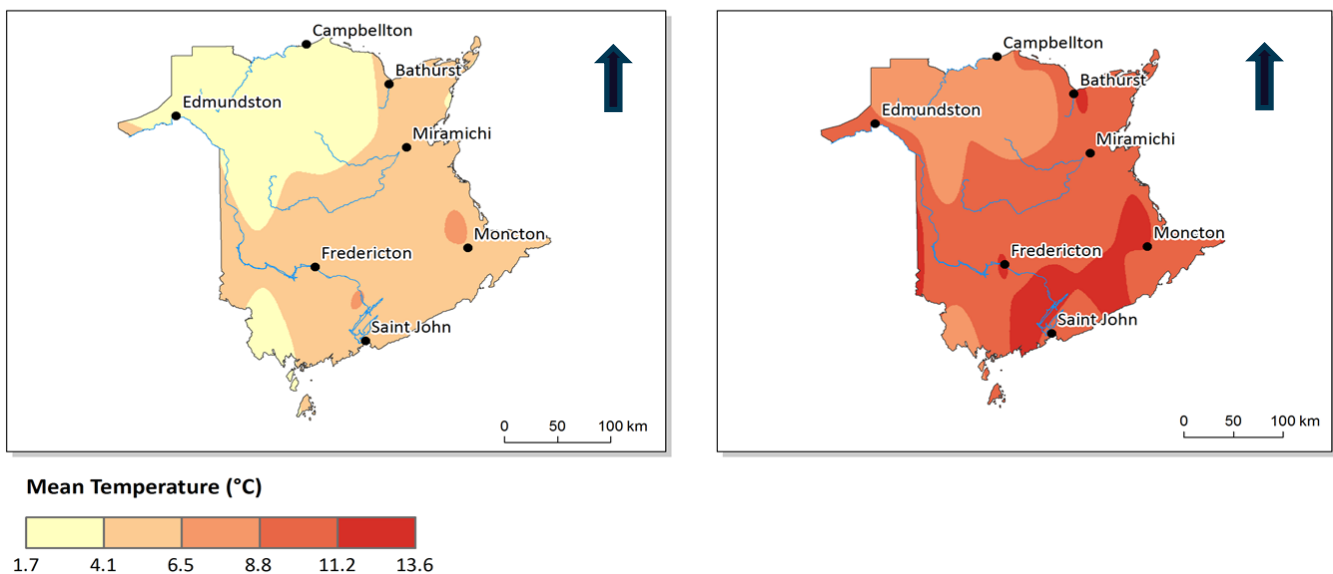 Campbellton
Bathurst
Edmundston
Miramichi
Moncton
Fredericton
Saint John
0 50 100 km
Campbellton
Bathurst
Edmundston
Miramichi
Moncton
Fredericton
Saint John
0 50 100 km
Mean Temperature (°C)
1.7 4.1 6.5 8.8 11.2 13.6